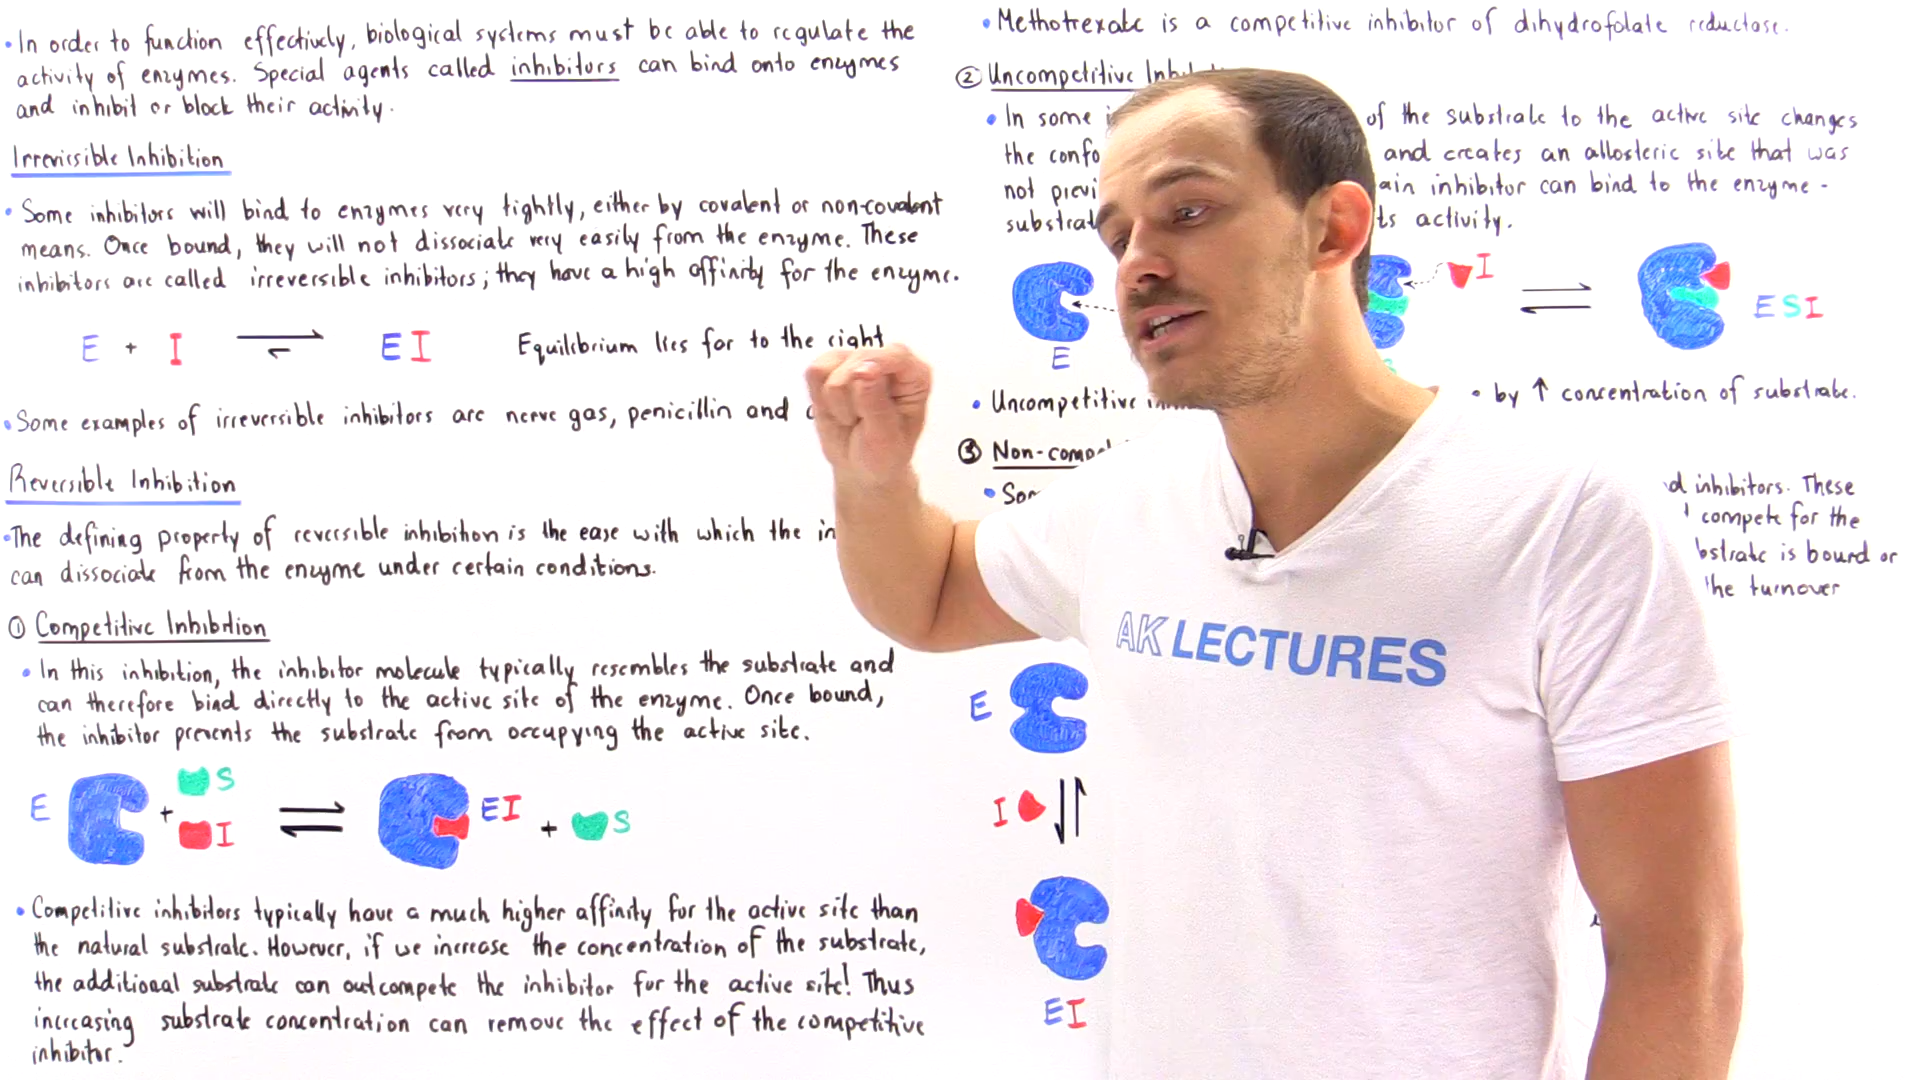 • In order to function effectively, biological systems must be able to regulate the
activity of enzymes. Special agents called inhibitors can bind onto enzymes
and inhibit or block their activity.
Irreversible Inhibition
• Some inhibitors will bind to enzymes very tightly, either by covalent or non-covalent
means. Once bound, they will not dissociate very easily from the enzyme. These
inhibitors are called irreversible inhibitors; they have a high affinity for the enzyme.
E + I ⇌ EI Equilibrium lies far to the right
• Some examples of irreversible inhibitors are nerve gas, penicillin and
Reversible Inhibition
• The defining property of reversible inhibition is the ease with which the in
can dissociate from the enzyme under certain conditions.
① Competitive Inhibition
• In this inhibition, the inhibitor molecule typically resembles the substrate and
can therefore bind directly to the active site of the enzyme. Once bound,
the inhibitor prevents the substrate from occupying the active site.
E + S I ⇌ EI + S
• Competitive inhibitors typically have a much higher affinity for the active site than
the natural substrate. However, if we increase the concentration of the substrate,
the additional substrate can outcompete the inhibitor for the active site! Thus
increasing substrate concentration can remove the effect of the competitive
inhibitor.
• Methotrexate is a competitive inhibitor of dihydrofolate reductase.
② Uncompetitive Inh
• In some of the substrate to the active site changes
the confo and creates an allosteric site that was
not previ ain inhibitor can bind to the enzyme -
substrat ts activity.
E I ⇌ ESI
• Uncompetitive • by ↑ concentration of substrate.
③ Non-comp
• Som d inhibitors. These
compete for the
bstrate is bound or
the turnover
E
I
EI
AK LECTURES